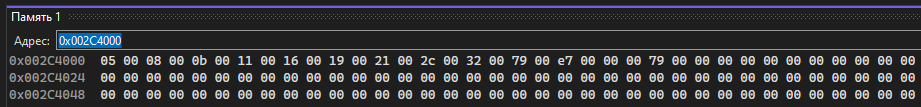 Память 1
Адрес: 0x002C4000
0x002C4000 05 00 08 00 0b 00 11 00 16 00 19 00 21 00 2c 00 32 00 79 00 e7 00 00 00 79 00 00 00 00 00 00 00 00 00 00 00
0x002C4024 00 00 00 00 00 00 00 00 00 00 00 00 00 00 00 00 00 00 00 00 00 00 00 00 00 00 00 00 00 00 00 00 00 00 00 00
0x002C4048 00 00 00 00 00 00 00 00 00 00 00 00 00 00 00 00 00 00 00 00 00 00 00 00 00 00 00 00 00 00 00 00 00 00 00 00